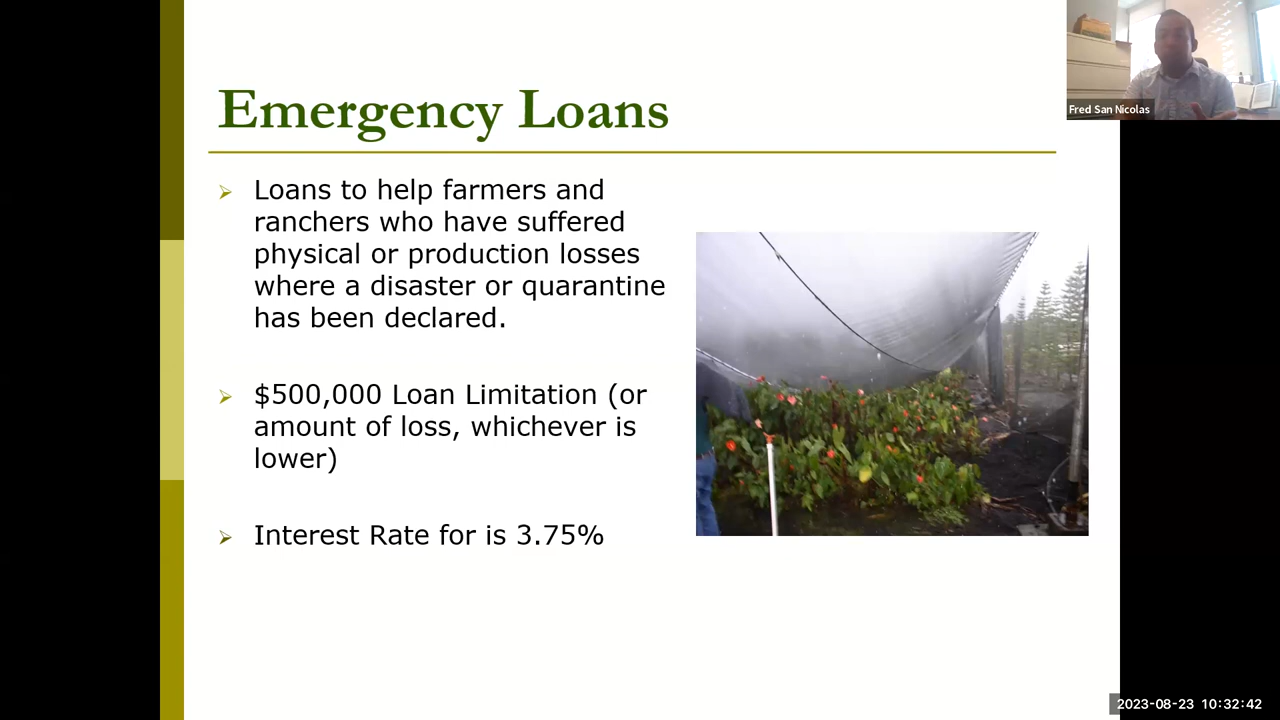 Emergency Loans
Loans to help farmers and
ranchers who have suffered
physical or production losses
where a disaster or quarantine
has been declared.
$500,000 Loan Limitation (or
amount of loss, whichever is
lower)
Interest Rate for is 3.75%
Fred San Nicolas
2023-08-23 10:32:42